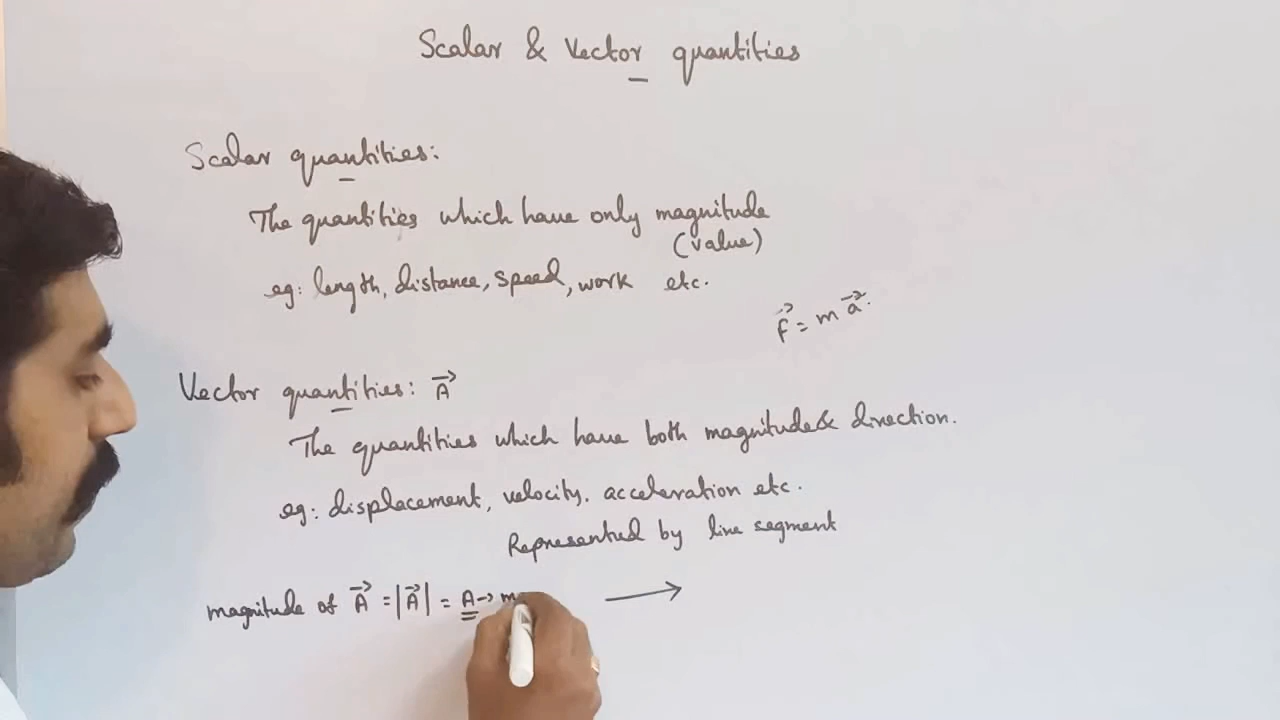 Scalar & Vector quantities
Scalar quantities:
The quantities which have only magnitude
(value)
eg: length, distance, speed, work etc.
F⃗ = m a⃗.
Vector quantities: A⃗
The quantities which have both magnitude & direction.
eg: displacement, velocity, acceleration etc.
Represented by line segment
magnitude of A⃗ = |A⃗| = A → m